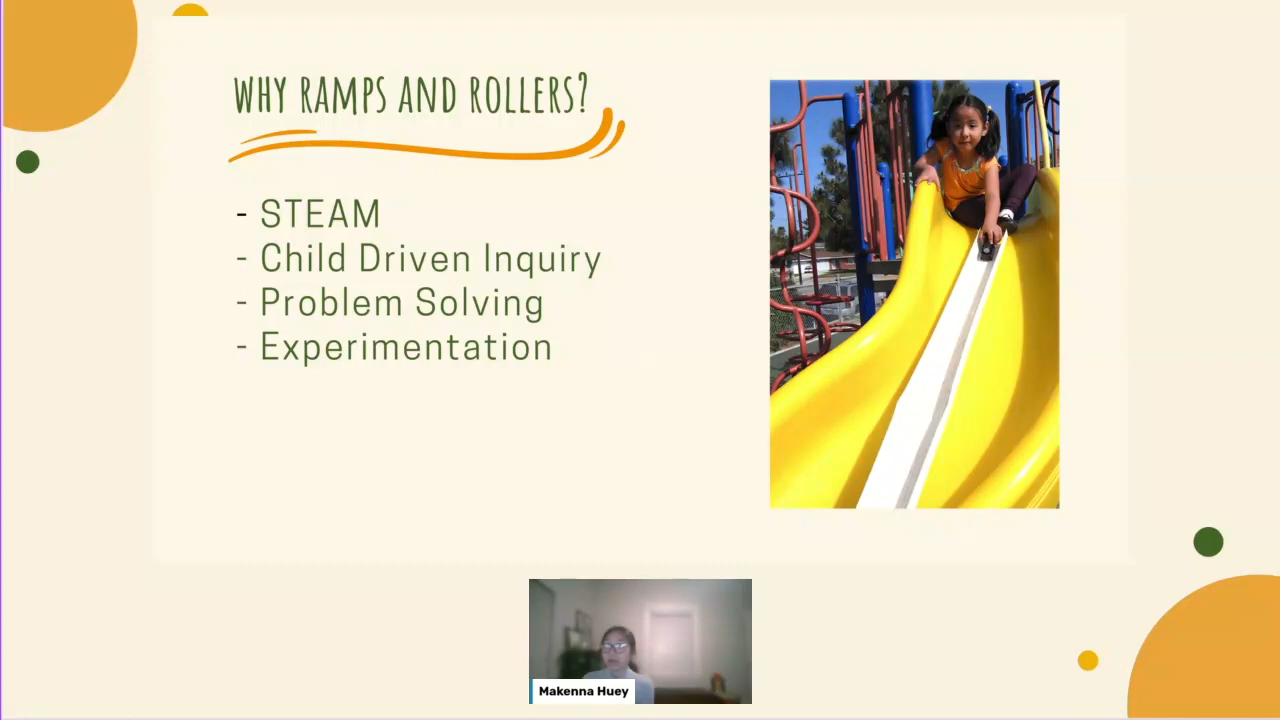 WHY RAMPS AND ROLLERS?
- STEAM
- Child Driven Inquiry
- Problem Solving
- Experimentation
Makenna Huey